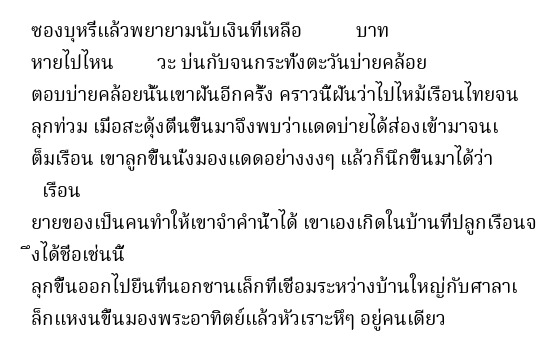 ซองบุหรี่แล้วพยายามนับเงินที่เหลือ บาท
หายไปไหน วะ บ่นกับจนกระทั่งตะวันบ่ายคล้อย
ตอบบ่ายคล้อยนั้นเขาฝันอีกครั้ง คราวนี้ฝันว่าไปไหม้เรือนไทยจน
ลุกท่วม เมื่อสะดุ้งตื่นขึ้นมาจึงพบว่าแดดบ่ายได้ส่องเข้ามาจนเ
ต็มเรือน เขาลูกขึ้นนั่งมองแดดอย่างงงๆ แล้วก็นึกขึ้นมาได้ว่า
เรือน
ยายของเป็นคนทำให้เขาจำคำน้ำได้ เขาเองเกิดในบ้านที่ปลูกเรือนจ
ึงได้ชื่อเช่นนี้
ลุกขึ้นออกไปยืนที่นอกชานเล็กที่เชื่อมระหว่างบ้านใหญ่กับศาลาเ
ล็กแหงนขึ้นมองพระอาทิตย์แล้วหัวเราะหึๆ อยู่คนเดียว